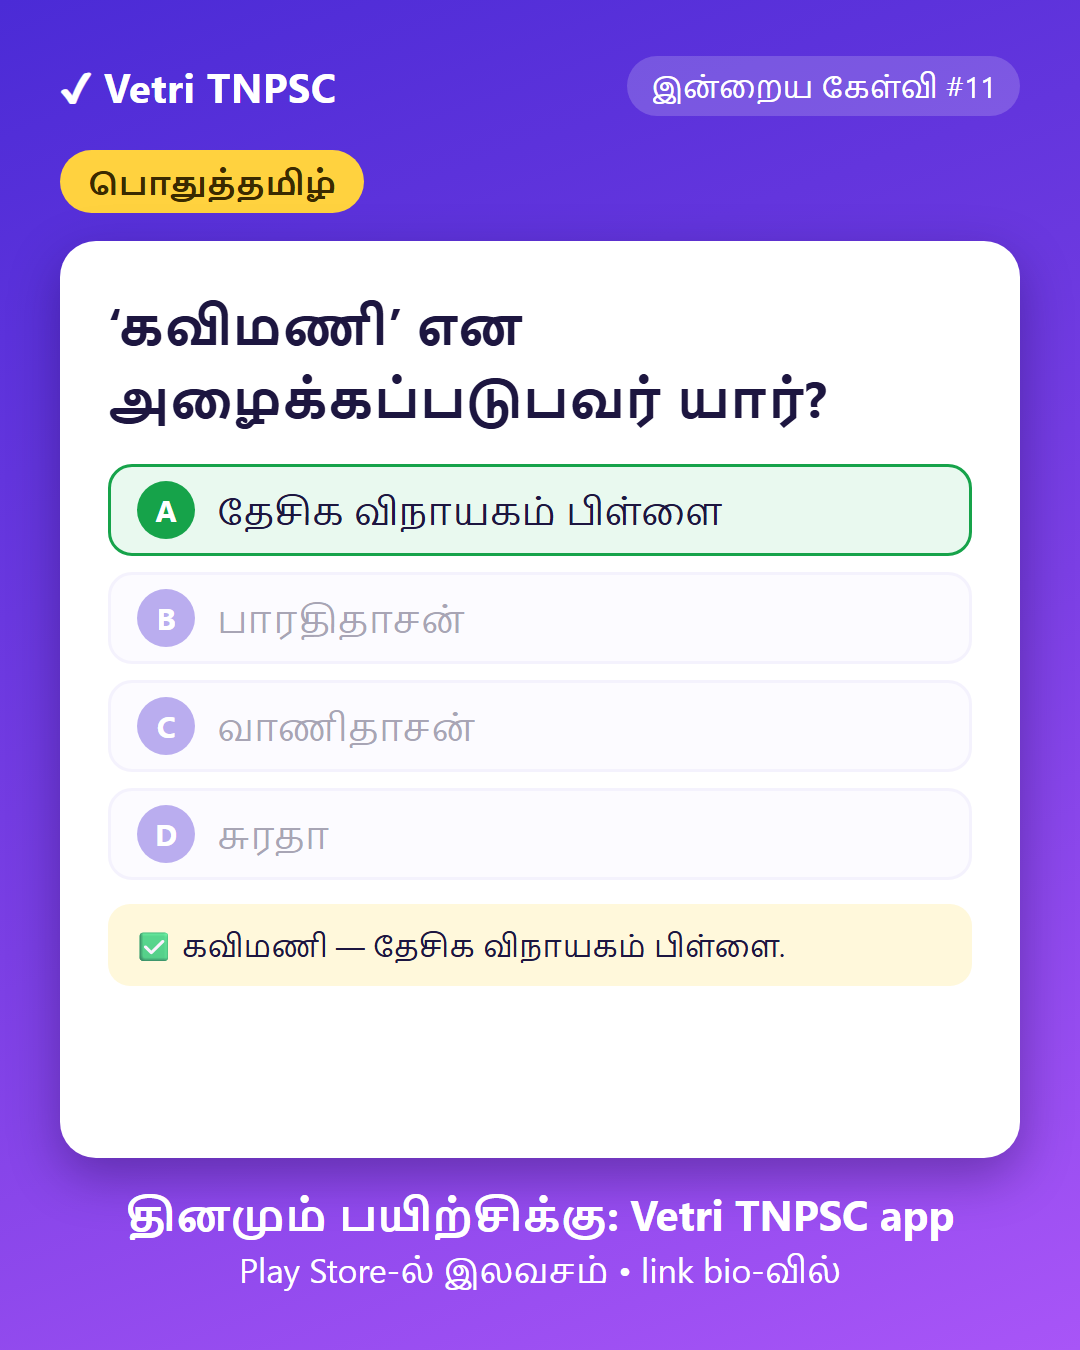 ✓ Vetri TNPSC
இன்றைய கேள்வி #11
பொதுத்தமிழ்
‘கவிமணி’ என
அழைக்கப்படுபவர் யார்?
A தேசிக விநாயகம் பிள்ளை
B பாரதிதாசன்
C வாணிதாசன்
D சுரதா
✅ கவிமணி — தேசிக விநாயகம் பிள்ளை.
தினமும் பயிற்சிக்கு: Vetri TNPSC app
Play Store-ல் இலவசம் • link bio-வில்